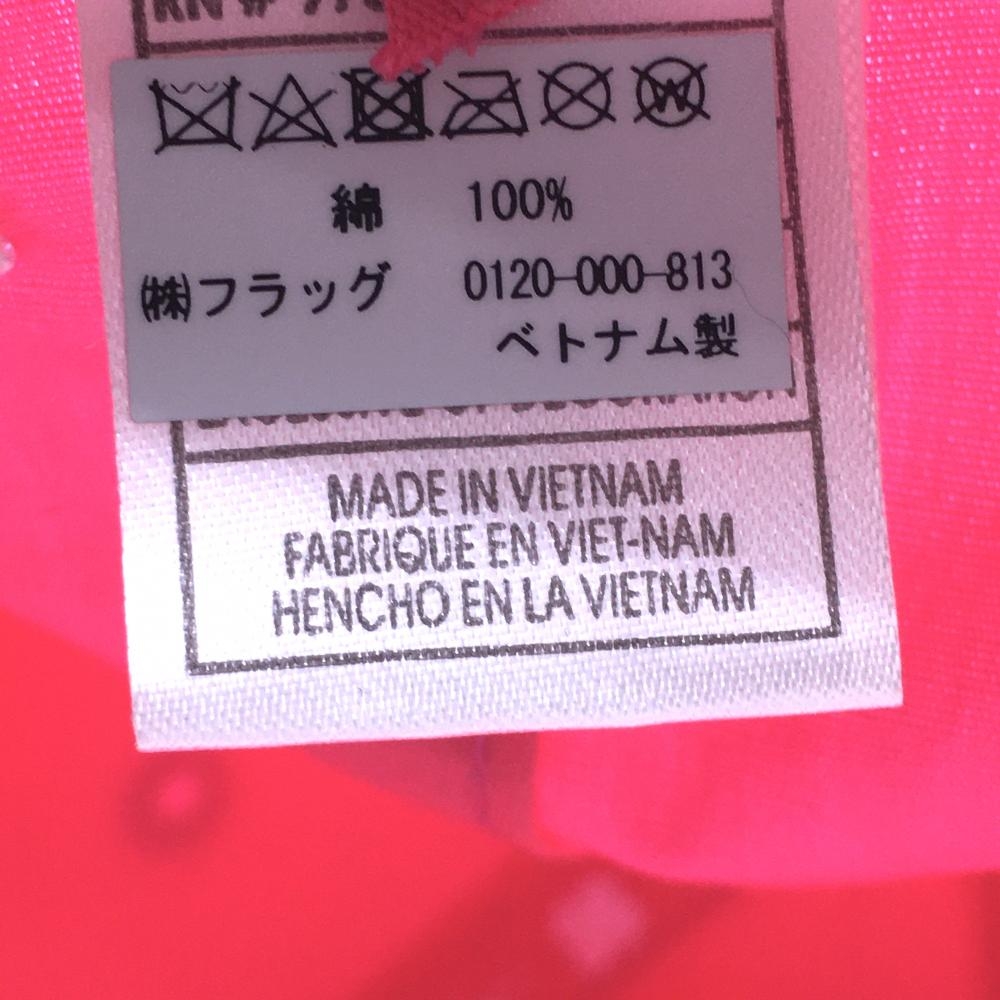 RN #
綿 100%
㈱フラッグ 0120-000-813
ベトナム製
MADE IN VIETNAM
FABRIQUE EN VIET-NAM
HENCHO EN LA VIETNAM